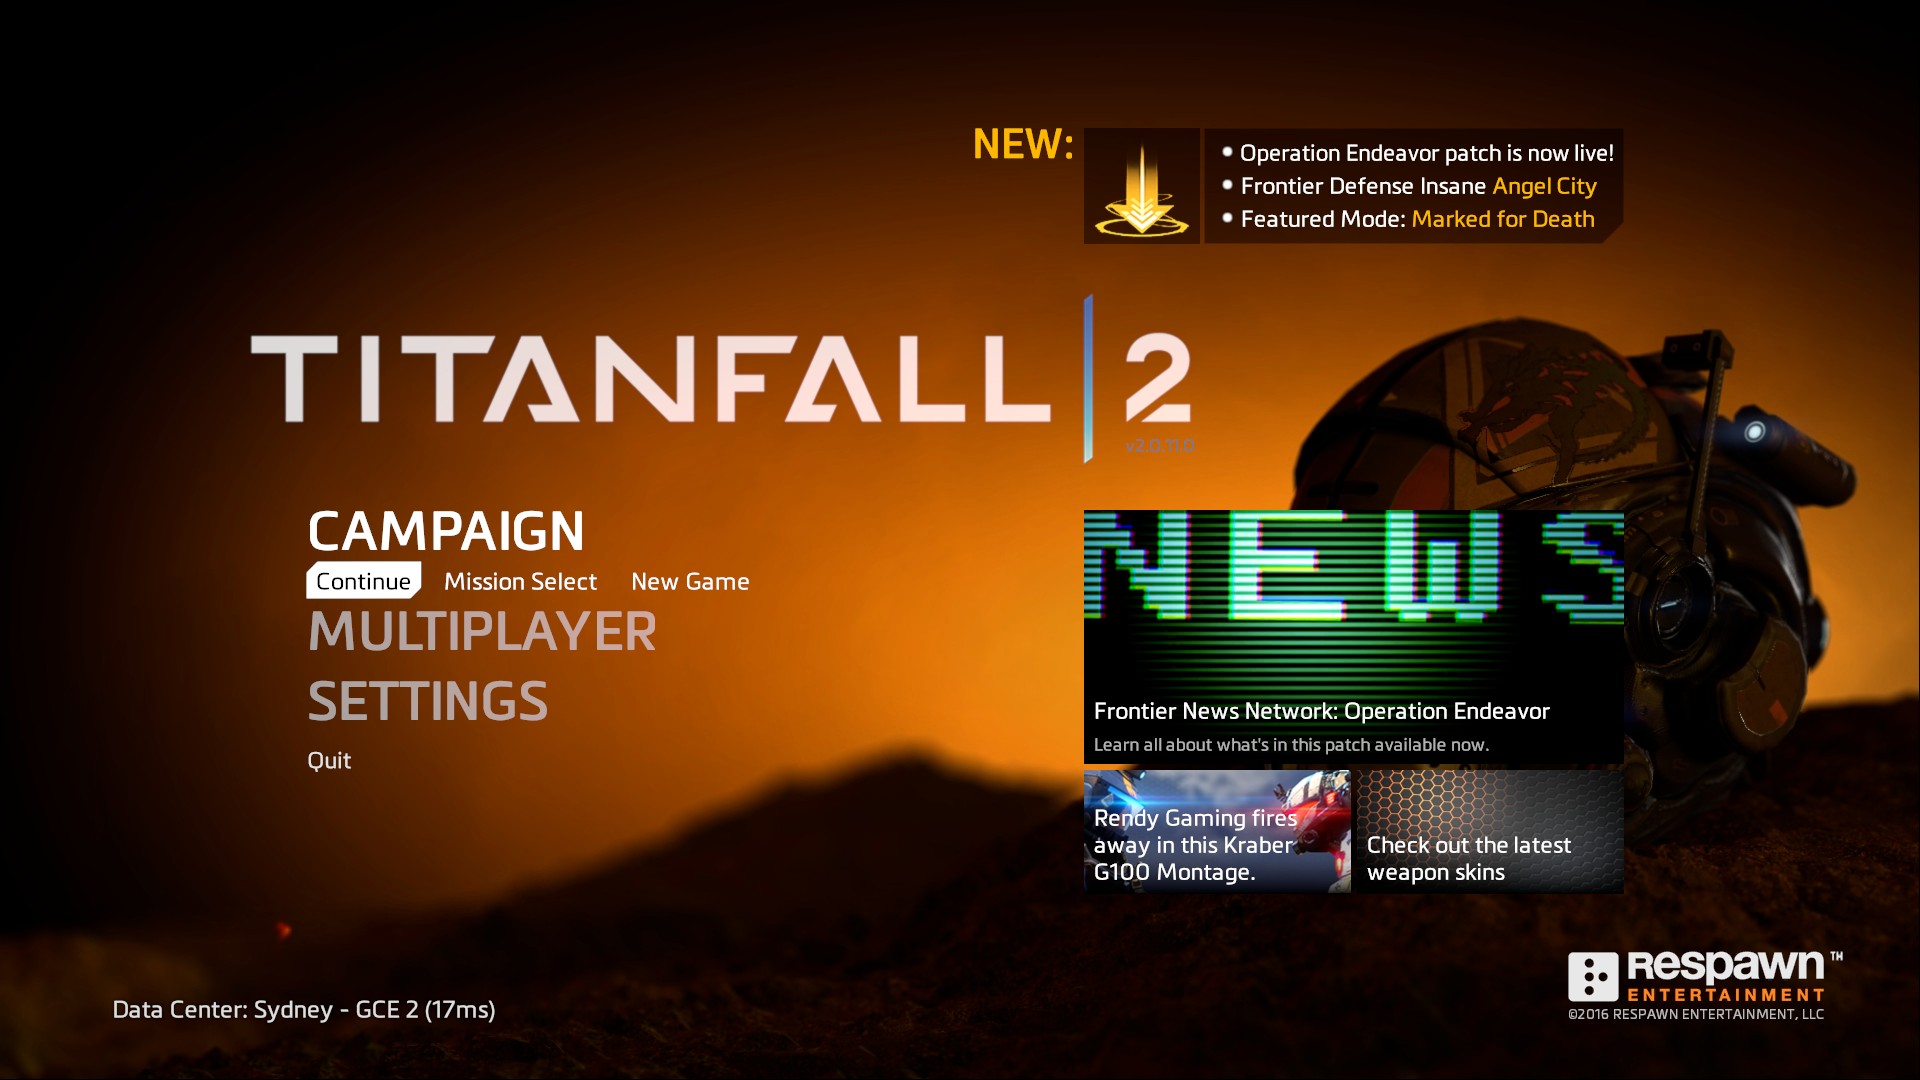 NEW:
• Operation Endeavor patch is now live!
• Frontier Defense Insane Angel City
• Featured Mode: Marked for Death
TITANFALL 2
v2.0.11.0
CAMPAIGN
Continue Mission Select New Game
MULTIPLAYER
SETTINGS
Quit
NEWS
Frontier News Network: Operation Endeavor
Learn all about what's in this patch available now.
Rendy Gaming fires
away in this Kraber
G100 Montage.
Check out the latest
weapon skins
Data Center: Sydney - GCE 2 (17ms)
Respawn™
ENTERTAINMENT
©2016 RESPAWN ENTERTAINMENT, LLC